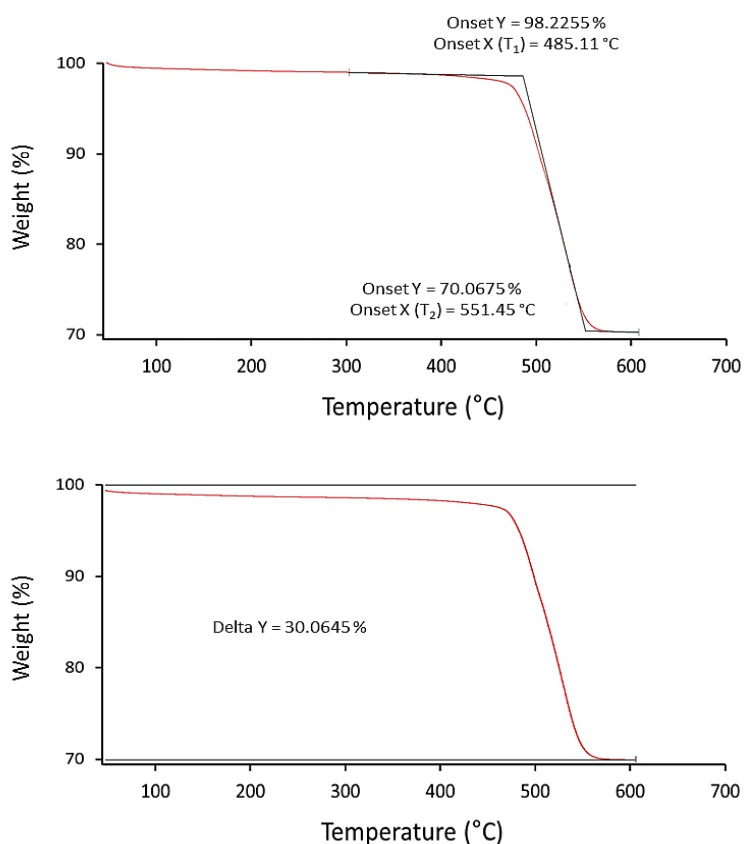 Onset Y = 98.2255 %
Onset X (T₁) = 485.11 °C
100
90
80
70
Weight (%)
Onset Y = 70.0675 %
Onset X (T₂) = 551.45 °C
100 200 300 400 500 600 700
Temperature (°C)
100
90
80
70
Weight (%)
Delta Y = 30.0645 %
100 200 300 400 500 600 700
Temperature (°C)